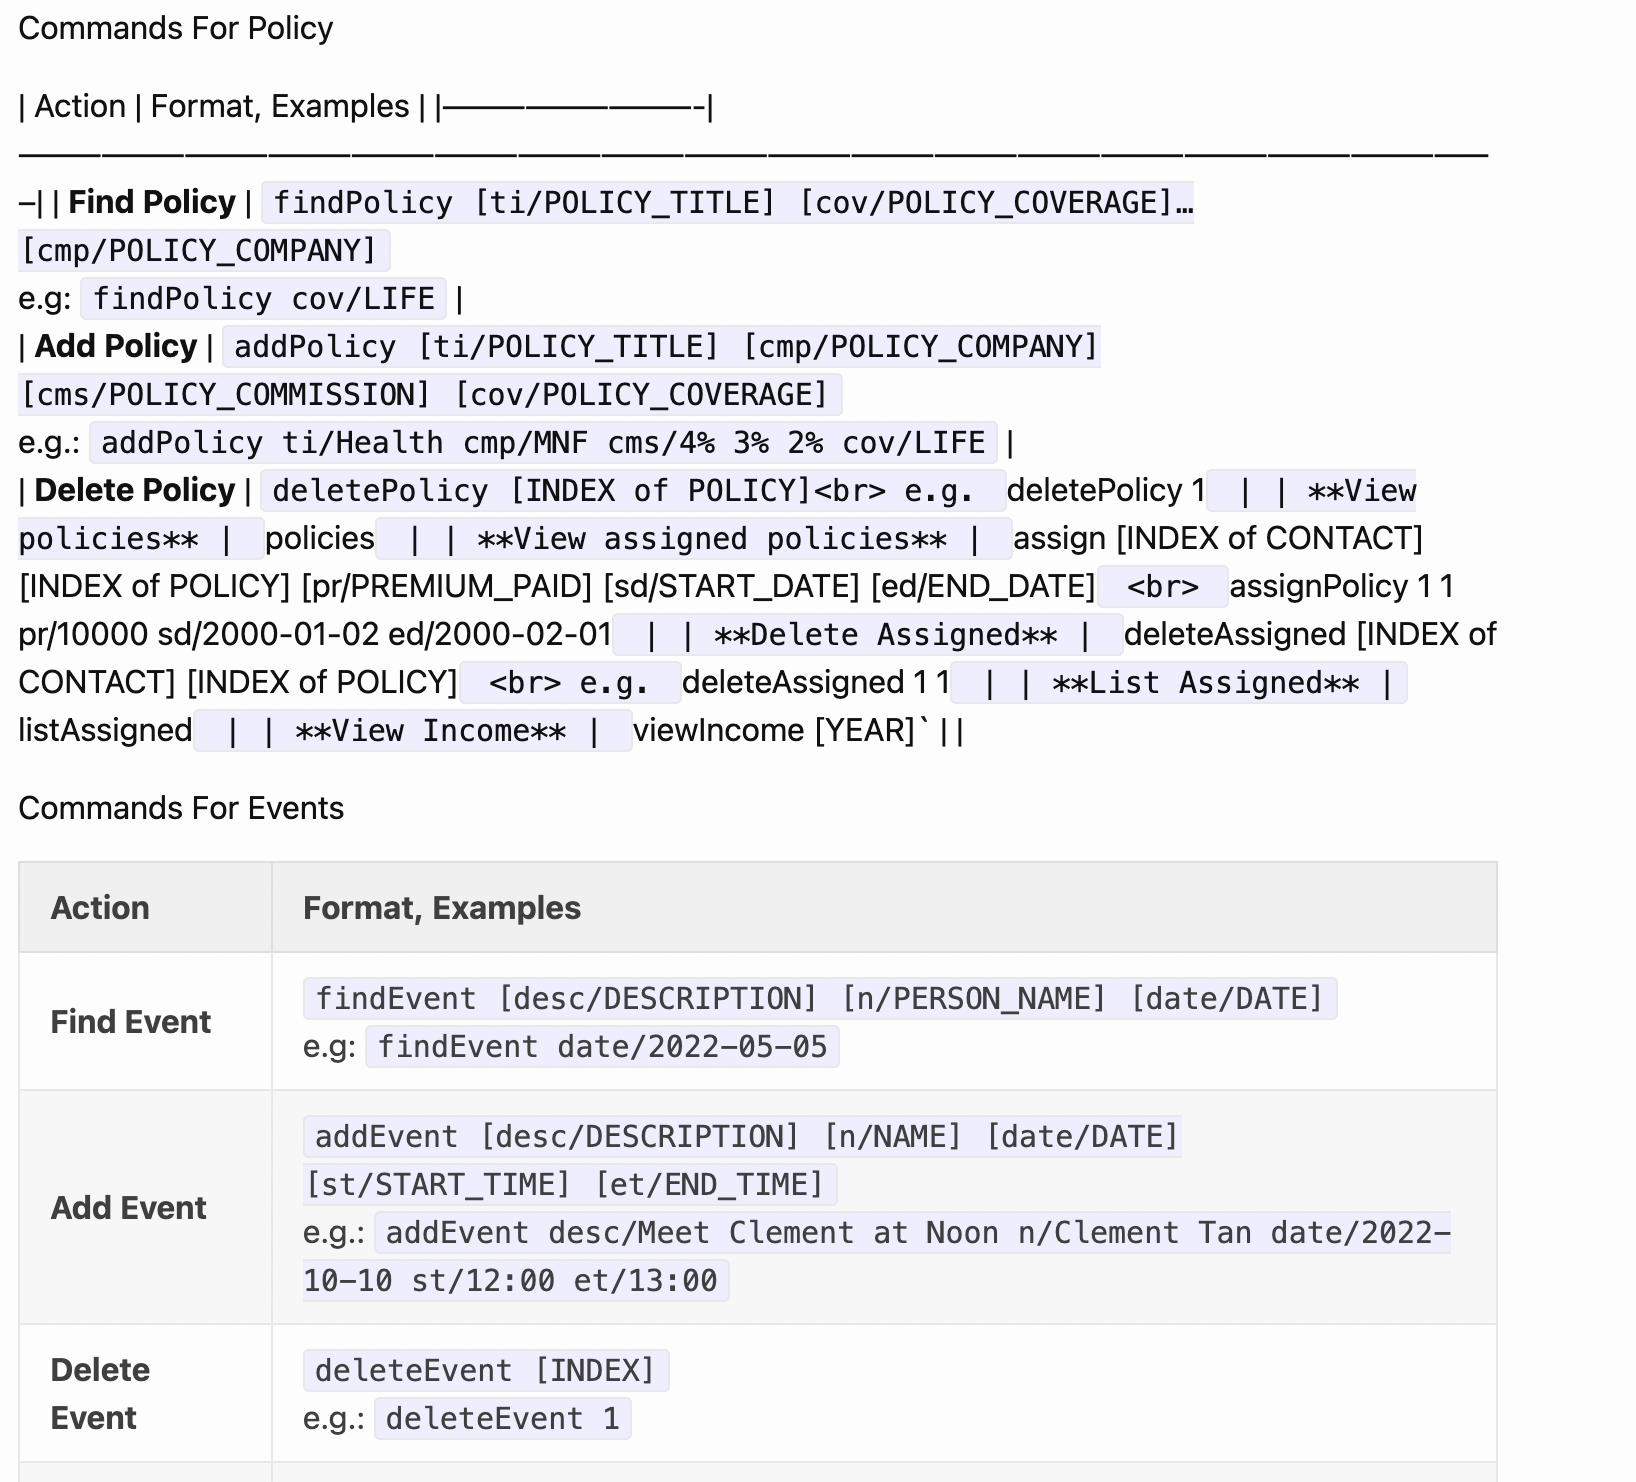 Commands For Policy
| Action | Format, Examples | |————————-|
——————————————————————————————————————————————————————
–| | Find Policy | findPolicy [ti/POLICY_TITLE] [cov/POLICY_COVERAGE]…
[cmp/POLICY_COMPANY]
e.g: findPolicy cov/LIFE |
| Add Policy | addPolicy [ti/POLICY_TITLE] [cmp/POLICY_COMPANY]
[cms/POLICY_COMMISSION] [cov/POLICY_COVERAGE]
e.g.: addPolicy ti/Health cmp/MNF cms/4% 3% 2% cov/LIFE |
| Delete Policy | deletePolicy [INDEX of POLICY]<br> e.g. deletePolicy 1 | | **View
policies** | policies | | **View assigned policies** | assign [INDEX of CONTACT]
[INDEX of POLICY] [pr/PREMIUM_PAID] [sd/START_DATE] [ed/END_DATE] <br> assignPolicy 1 1
pr/10000 sd/2000-01-02 ed/2000-02-01 | | **Delete Assigned** | deleteAssigned [INDEX of
CONTACT] [INDEX of POLICY] <br> e.g. deleteAssigned 1 1 | | **List Assigned** |
listAssigned | | **View Income** | viewIncome [YEAR]` | |
Commands For Events
Action Format, Examples
Find Event
findEvent [desc/DESCRIPTION] [n/PERSON_NAME] [date/DATE]
e.g: findEvent date/2022-05-05
Add Event
addEvent [desc/DESCRIPTION] [n/NAME] [date/DATE]
[st/START_TIME] [et/END_TIME]
e.g.: addEvent desc/Meet Clement at Noon n/Clement Tan date/2022-
10-10 st/12:00 et/13:00
Delete
Event
deleteEvent [INDEX]
e.g.: deleteEvent 1